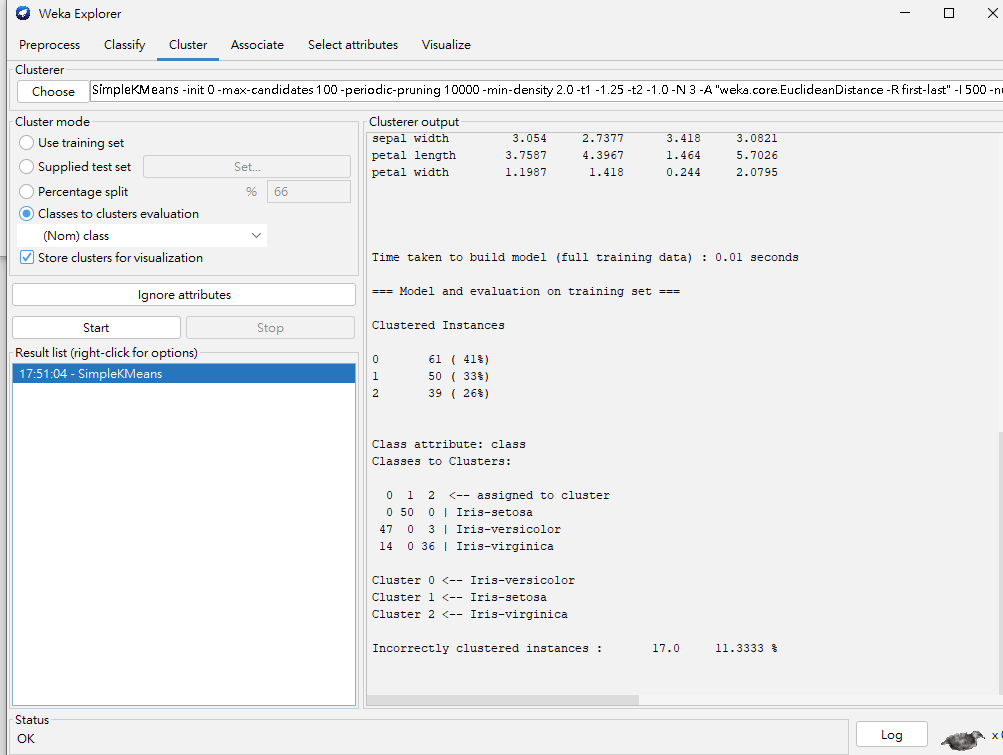 Weka Explorer
Preprocess Classify Cluster Associate Select attributes Visualize
Clusterer
Choose SimpleKMeans -init 0 -max-candidates 100 -periodic-pruning 10000 -min-density 2.0 -t1 -1.25 -t2 -1.0 -N 3 -A "weka.core.EuclideanDistance -R first-last" -I 500
Cluster mode
Use training set
Supplied test set Set...
Percentage split % 66
Classes to clusters evaluation
(Nom) class
Store clusters for visualization
Ignore attributes
Start Stop
Result list (right-click for options)
17:51:04 - SimpleKMeans
Clusterer output
sepal width 3.054 2.7377 3.418 3.0821
petal length 3.7587 4.3967 1.464 5.7026
petal width 1.1987 1.418 0.244 2.0795
Time taken to build model (full training data) : 0.01 seconds
=== Model and evaluation on training set ===
Clustered Instances
0 61 ( 41%)
1 50 ( 33%)
2 39 ( 26%)
Class attribute: class
Classes to Clusters:
0 1 2 <-- assigned to cluster
0 50 0 | Iris-setosa
47 0 3 | Iris-versicolor
14 0 36 | Iris-virginica
Cluster 0 <-- Iris-versicolor
Cluster 1 <-- Iris-setosa
Cluster 2 <-- Iris-virginica
Incorrectly clustered instances : 17.0 11.3333 %
Status
OK
Log
x